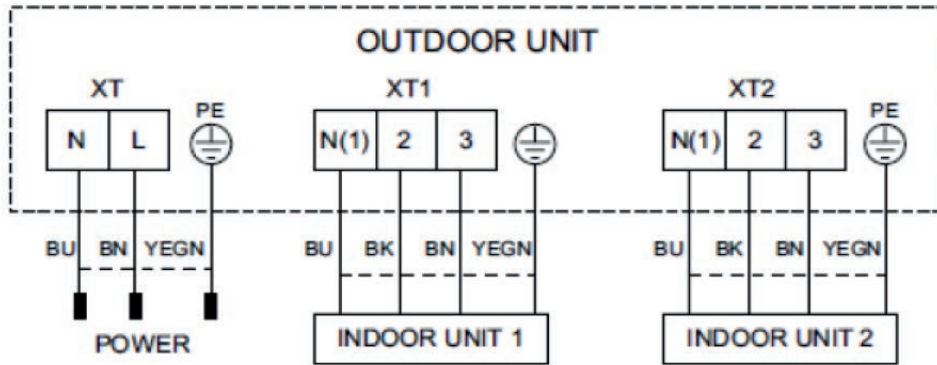 OUTDOOR UNIT
XT XT1 XT2
PE PE
N L N(1) 2 3 N(1) 2 3
BU BN YEGN BU BK BN YEGN BU BK BN YEGN
POWER INDOOR UNIT 1 INDOOR UNIT 2